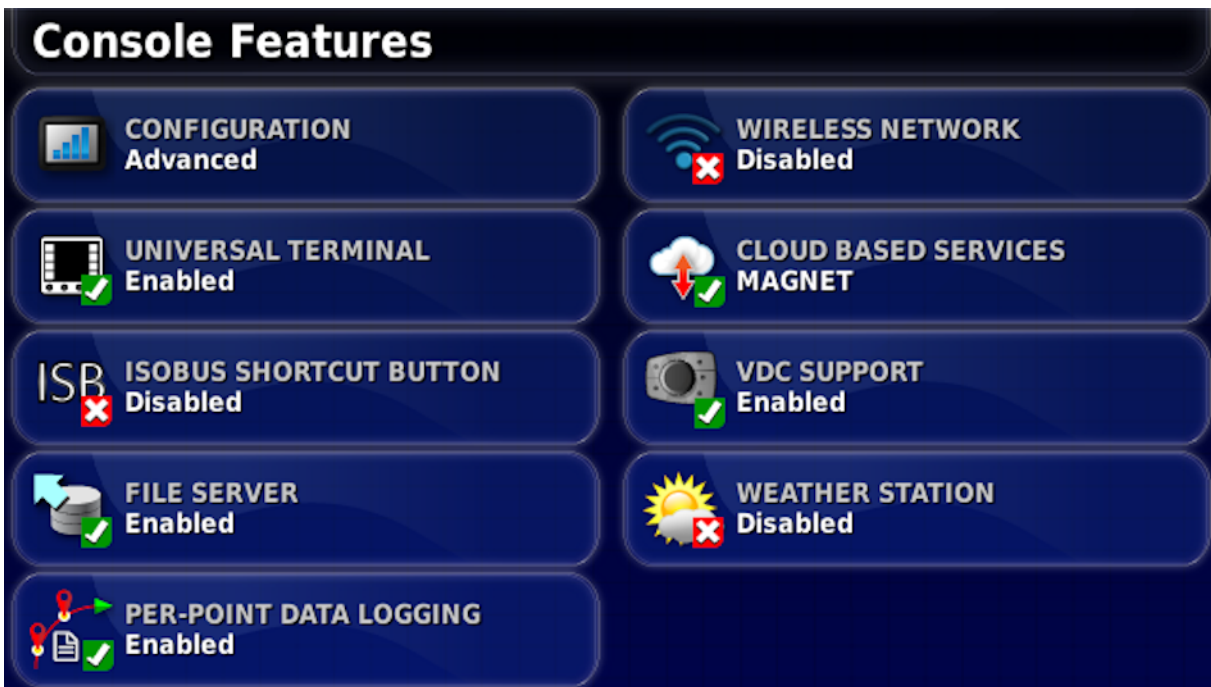 Console Features
CONFIGURATION
Advanced
WIRELESS NETWORK
Disabled
UNIVERSAL TERMINAL
Enabled
CLOUD BASED SERVICES
MAGNET
ISB
ISOBUS SHORTCUT BUTTON
Disabled
VDC SUPPORT
Enabled
FILE SERVER
Enabled
WEATHER STATION
Disabled
PER-POINT DATA LOGGING
Enabled